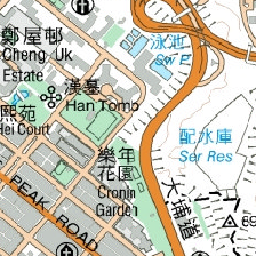 鄭屋邨
Cheng Uk
Estate
泳池
Sw P
漢墓
Han Tomb
熙苑
Hei Court
配水庫
Ser Res
樂年
花園
Cronin
Garden
PEAK ROAD
大埔道
89